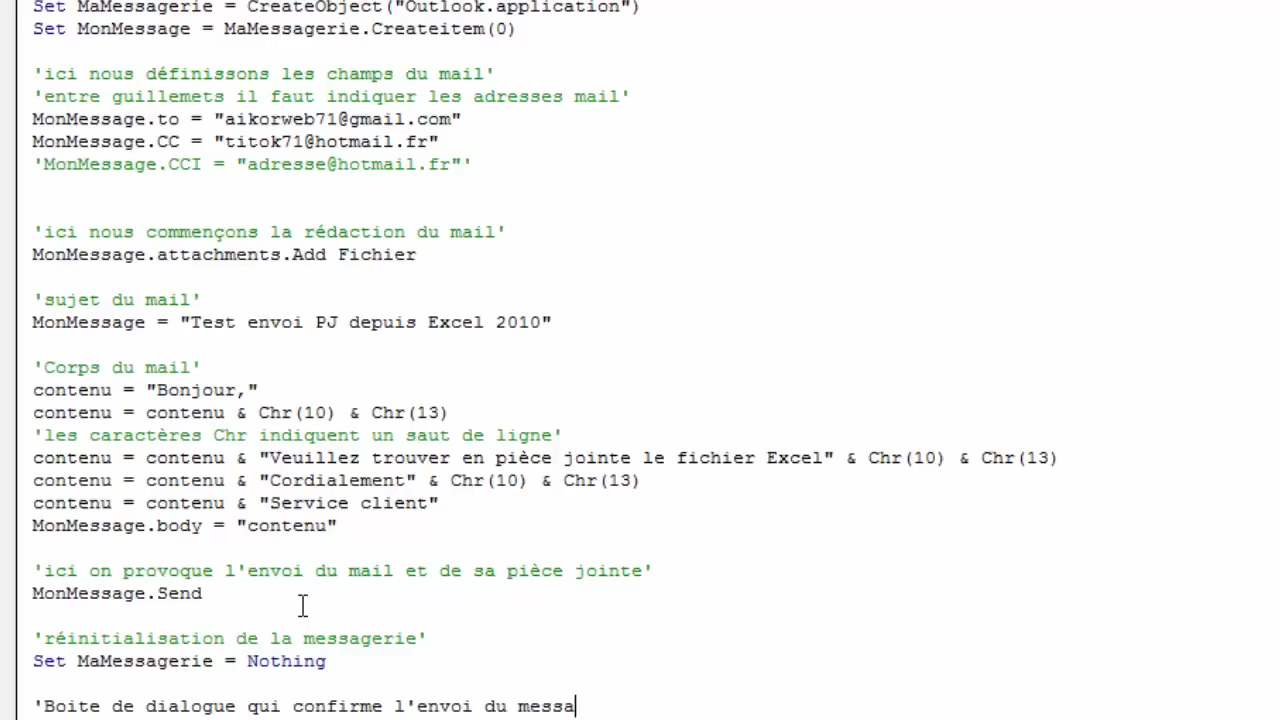 Set MaMessagerie = CreateObject("Outlook.application")
Set MonMessage = MaMessagerie.Createitem(0)
'ici nous définissons les champs du mail'
'entre guillemets il faut indiquer les adresses mail'
MonMessage.to = "aikorweb71@gmail.com"
MonMessage.CC = "titok71@hotmail.fr"
'MonMessage.CCI = "adresse@hotmail.fr"'
'ici nous commençons la rédaction du mail'
MonMessage.attachments.Add Fichier
'sujet du mail'
MonMessage = "Test envoi PJ depuis Excel 2010"
'Corps du mail'
contenu = "Bonjour,"
contenu = contenu & Chr(10) & Chr(13)
'les caractères Chr indiquent un saut de ligne'
contenu = contenu & "Veuillez trouver en pièce jointe le fichier Excel" & Chr(10) & Chr(13)
contenu = contenu & "Cordialement" & Chr(10) & Chr(13)
contenu = contenu & "Service client"
MonMessage.body = "contenu"
'ici on provoque l'envoi du mail et de sa pièce jointe'
MonMessage.Send
'réinitialisation de la messagerie'
Set MaMessagerie = Nothing
'Boite de dialogue qui confirme l'envoi du messa